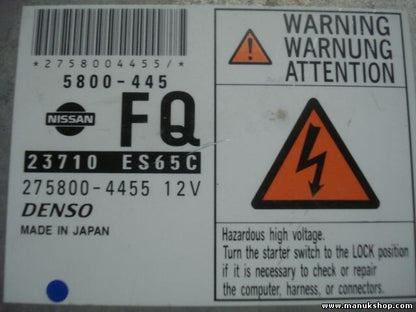 *2758004455/*
5800-445
NISSAN
FQ
23710 ES65C
275800-4455 12V
DENSO
MADE IN JAPAN
WARNING
WARNUNG
ATTENTION
Hazardous high voltage.
Turn the starter switch to the LOCK position
if it is necessary to check or repair
the computer, harness, or connectors.
www.manukshop.com